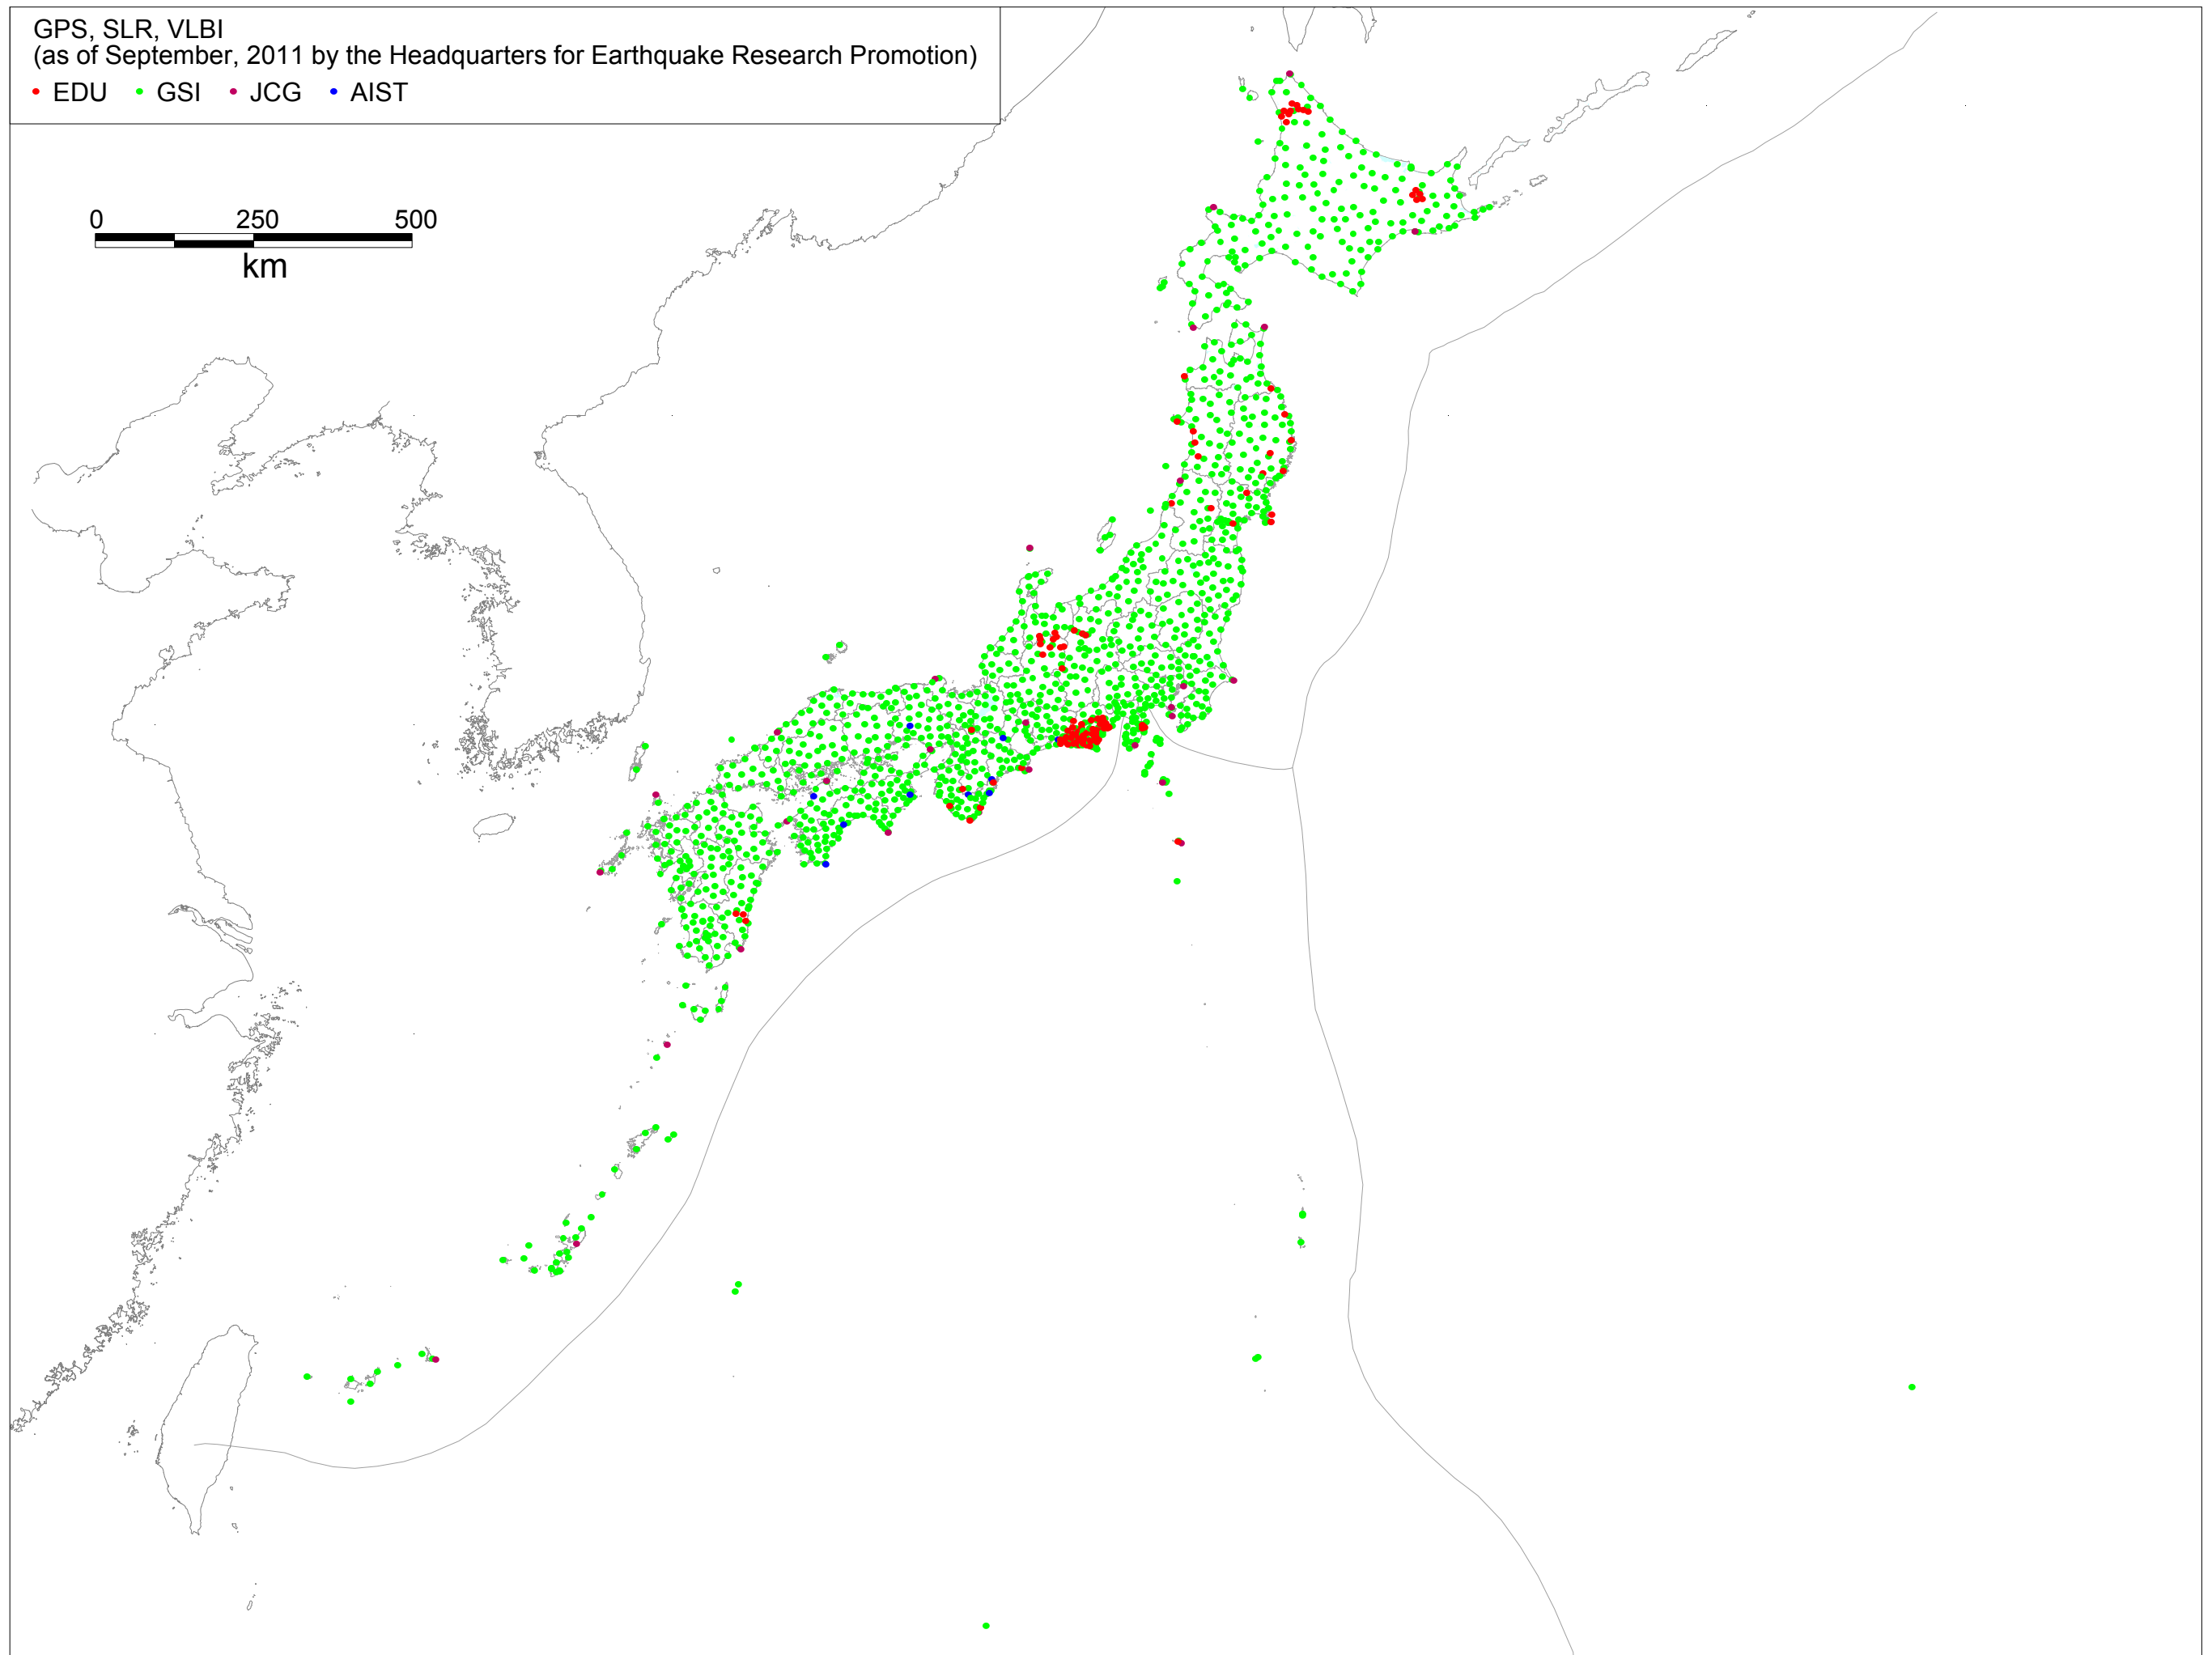 GPS, SLR, VLBI
(as of September, 2011 by the Headquarters for Earthquake Research Promotion)
EDU GSI JCG AIST
0 250 500
km